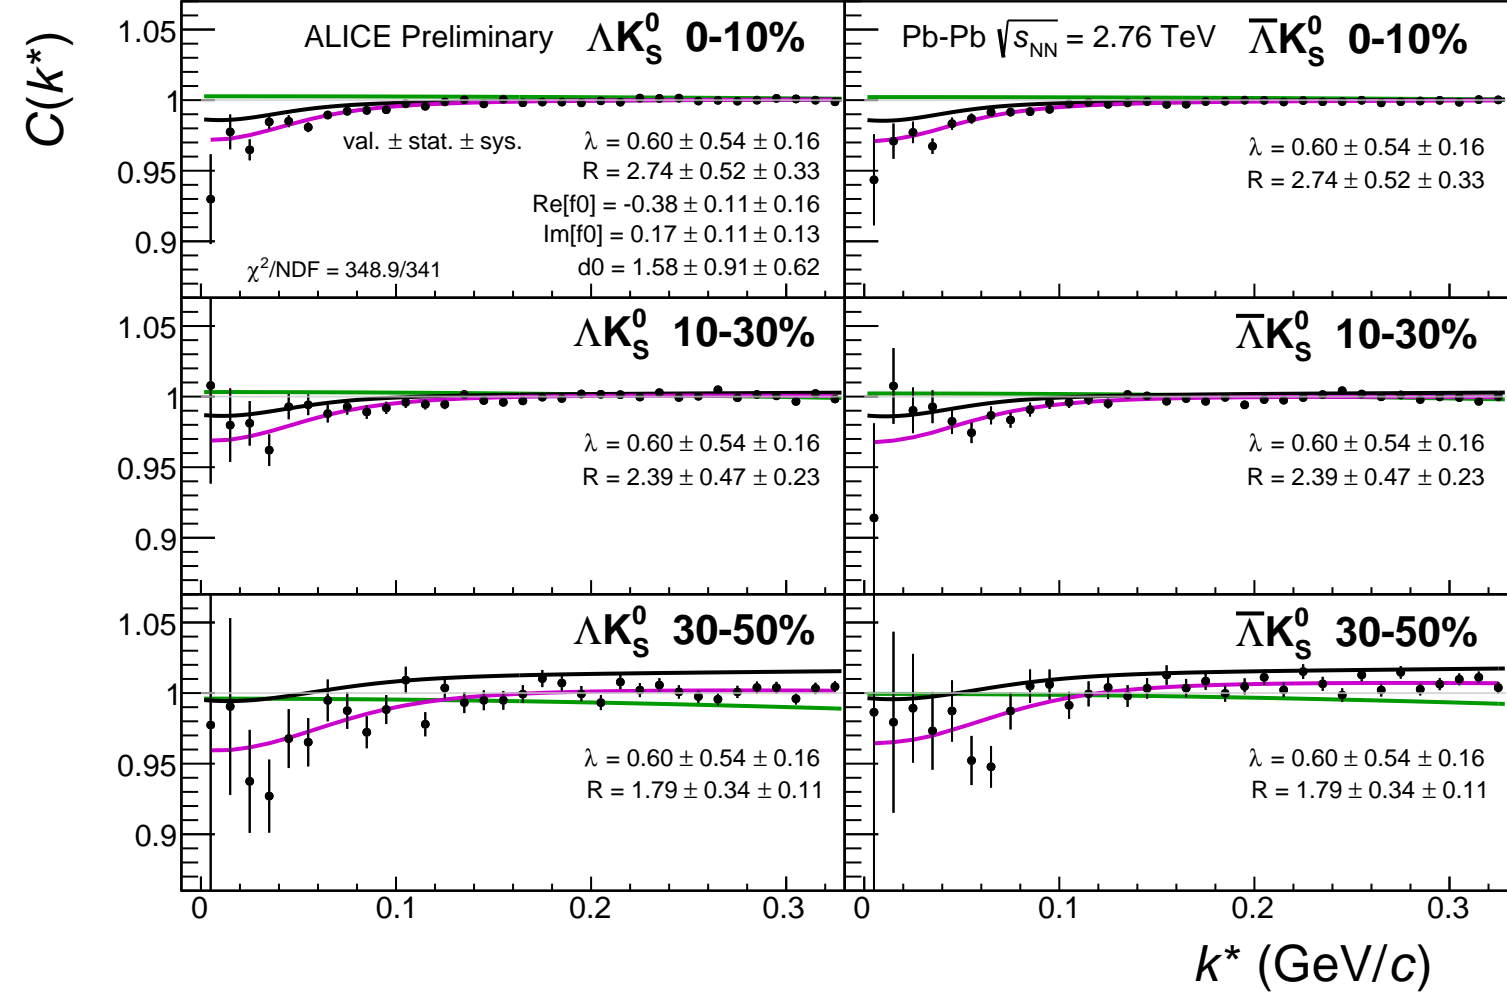 C(k*)
ALICE Preliminary ΛK⁰_S 0-10%
1.05
1
0.95
0.9
val. ± stat. ± sys.
λ = 0.60 ± 0.54 ± 0.16
R = 2.74 ± 0.52 ± 0.33
Re[f0] = -0.38 ± 0.11 ± 0.16
Im[f0] = 0.17 ± 0.11 ± 0.13
d0 = 1.58 ± 0.91 ± 0.62
χ²/NDF = 348.9/341
Pb-Pb √s_NN = 2.76 TeV Λ̅K⁰_S 0-10%
λ = 0.60 ± 0.54 ± 0.16
R = 2.74 ± 0.52 ± 0.33
ΛK⁰_S 10-30%
1.05
1
0.95
0.9
λ = 0.60 ± 0.54 ± 0.16
R = 2.39 ± 0.47 ± 0.23
Λ̅K⁰_S 10-30%
λ = 0.60 ± 0.54 ± 0.16
R = 2.39 ± 0.47 ± 0.23
ΛK⁰_S 30-50%
1.05
1
0.95
0.9
λ = 0.60 ± 0.54 ± 0.16
R = 1.79 ± 0.34 ± 0.11
Λ̅K⁰_S 30-50%
λ = 0.60 ± 0.54 ± 0.16
R = 1.79 ± 0.34 ± 0.11
0 0.1 0.2 0.3 0 0.1 0.2 0.3
k* (GeV/c)